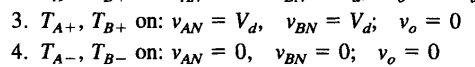 3. T_{A+}, T_{B+} on: v_{AN} = V_d, v_{BN} = V_d; v_o = 0
4. T_{A−}, T_{B−} on: v_{AN} = 0, v_{BN} = 0; v_o = 0